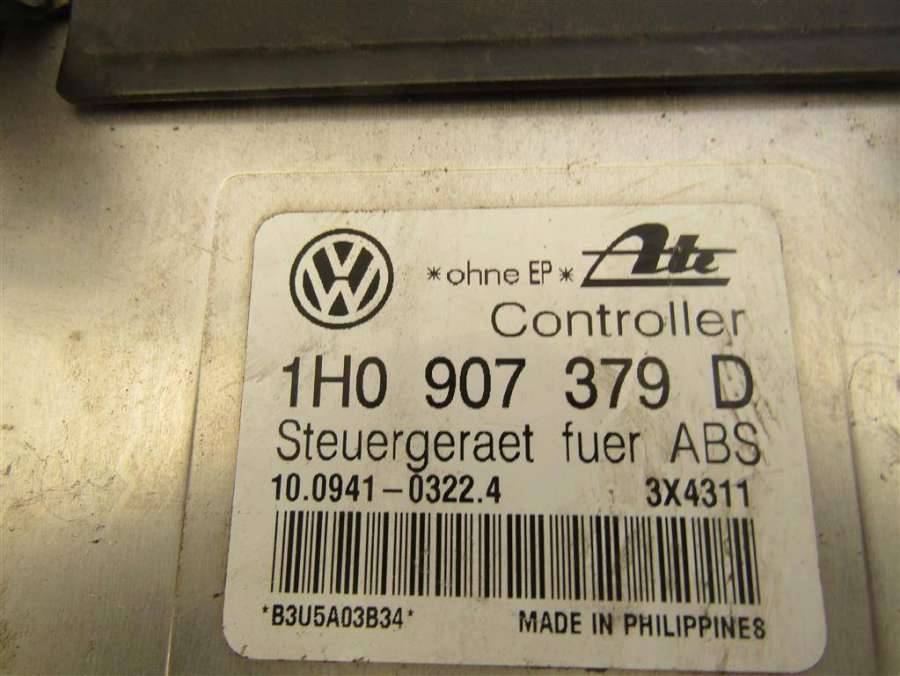 VW *ohne EP* Ate
Controller
1H0 907 379 D
Steuergeraet fuer ABS
10.0941-0322.4 3X4311
*B3U5A03B34* MADE IN PHILIPPINES